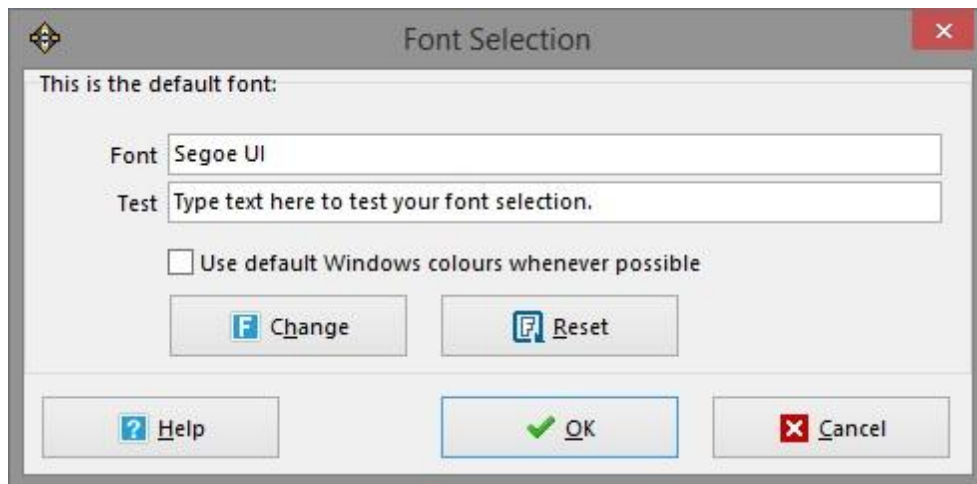 Font Selection
This is the default font:
Font Segoe UI
Test Type text here to test your font selection.
Use default Windows colours whenever possible
Change Reset
Help OK Cancel